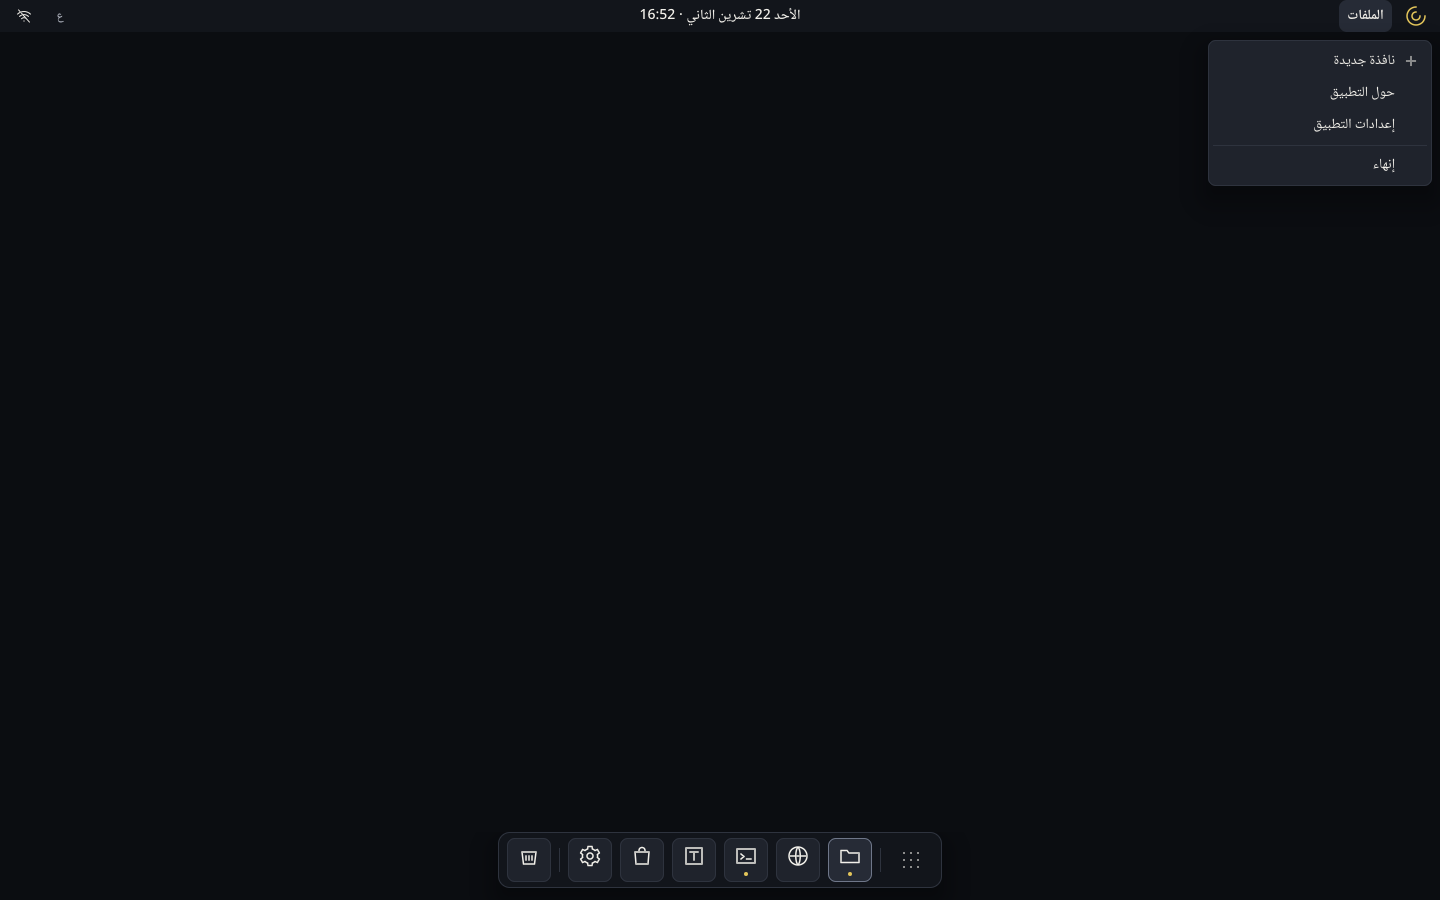 الملفات
الأحد 22 تشرين الثاني · 16:52
ع
نافذة جديدة
حول التطبيق
إعدادات التطبيق
إنهاء